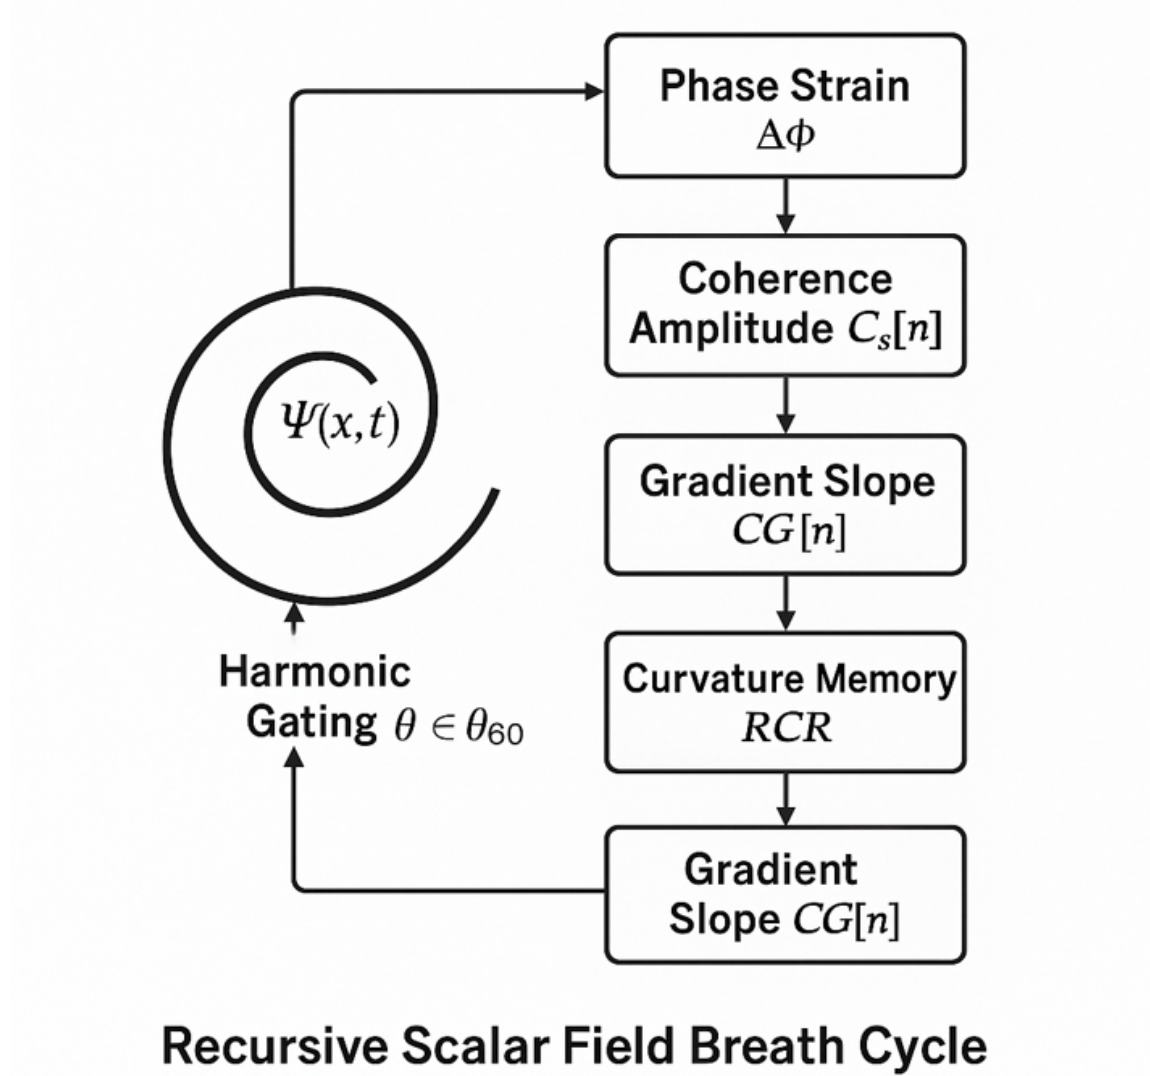 Phase Strain
Δϕ
Coherence
Amplitude Cₛ[n]
Gradient Slope
CG[n]
Curvature Memory
RCR
Gradient
Slope CG[n]
Ψ(x,t)
Harmonic
Gating θ ∈ θ₆₀
Recursive Scalar Field Breath Cycle